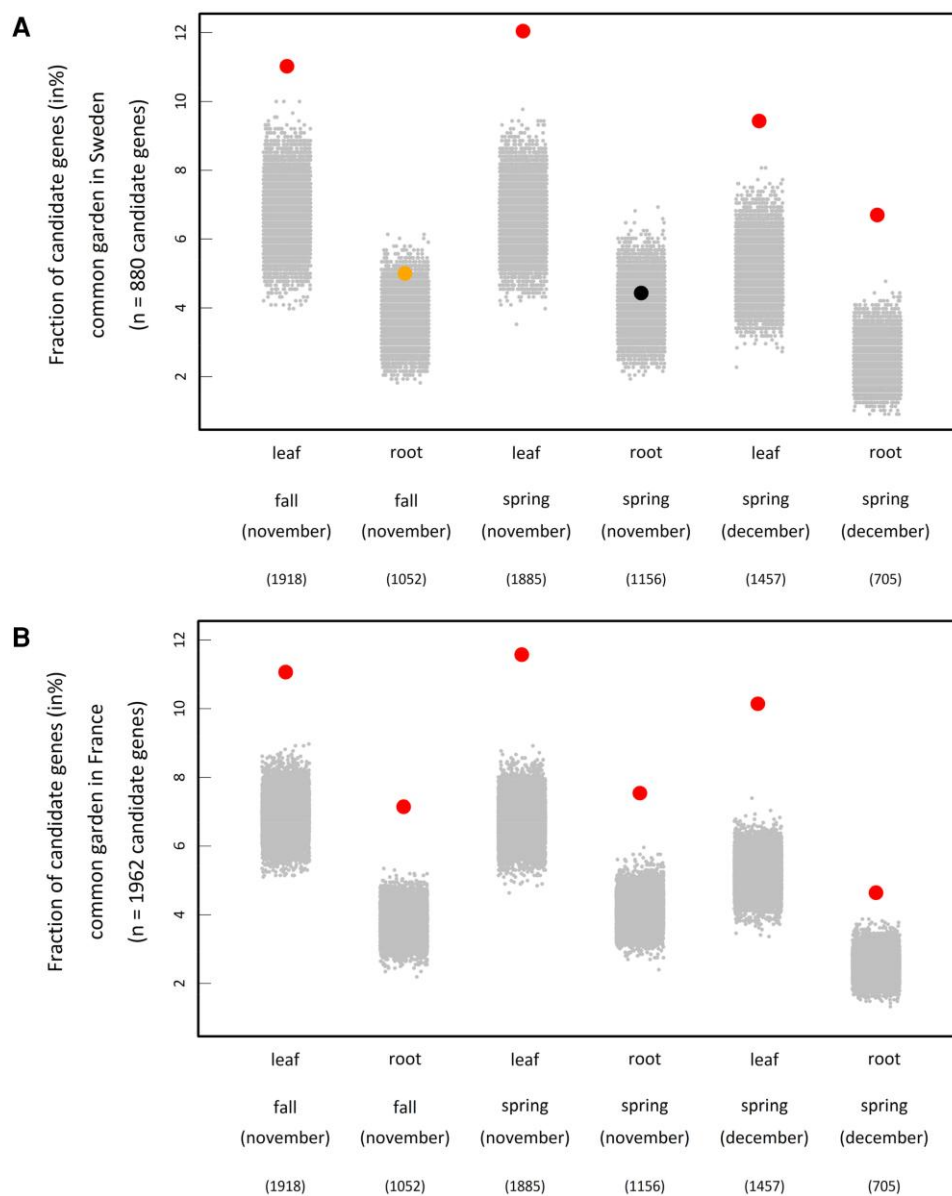 A
Fraction of candidate genes (in%)
common garden in Sweden
(n = 880 candidate genes)
12
10
8
6
4
2
leaf root leaf root leaf root
fall fall spring spring spring spring
(november) (november) (november) (november) (december) (december)
(1918) (1052) (1885) (1156) (1457) (705)
B
Fraction of candidate genes (in%)
common garden in France
(n = 1962 candidate genes)
12
10
8
6
4
2
leaf root leaf root leaf root
fall fall spring spring spring spring
(november) (november) (november) (november) (december) (december)
(1918) (1052) (1885) (1156) (1457) (705)